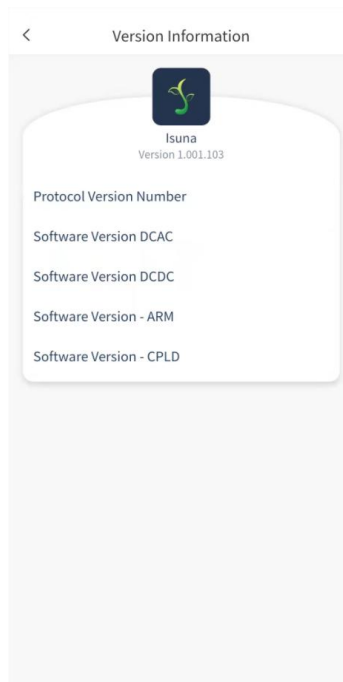 Version Information
Isuna
Version 1.001.103
Protocol Version Number
Software Version DCAC
Software Version DCDC
Software Version - ARM
Software Version - CPLD